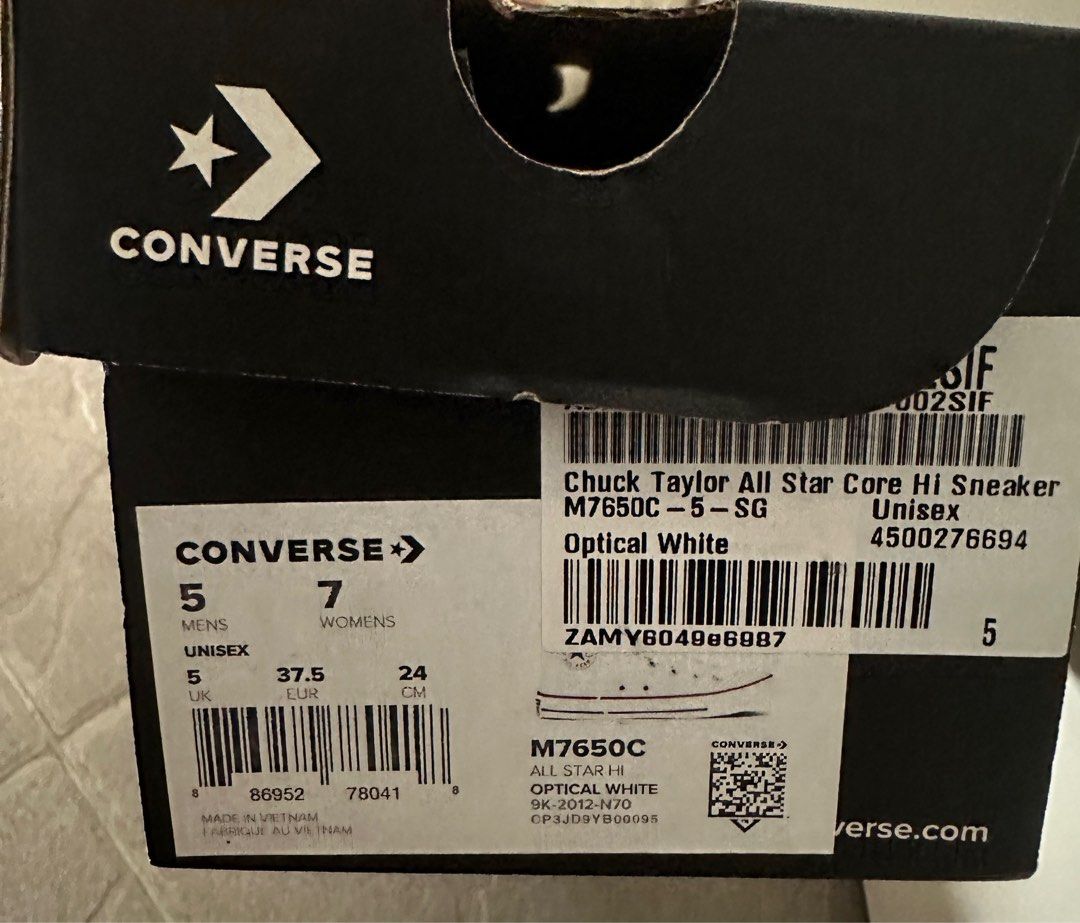 CONVERSE
SIF
002SIF
Chuck Taylor All Star Core Hi Sneaker
M7650C-5-SG Unisex
Optical White 4500276694
ZAMY6049e6987 5
CONVERSE
5 7
MENS WOMENS
UNISEX
5 37.5 24
UK EUR CM
8 86952 78041 8
MADE IN VIETNAM
FABRIQUÉ AU VIETNAM
M7650C
ALL STAR HI
OPTICAL WHITE
9K-2012-N70
CP3JD9YB00095
CONVERSE
verse.com